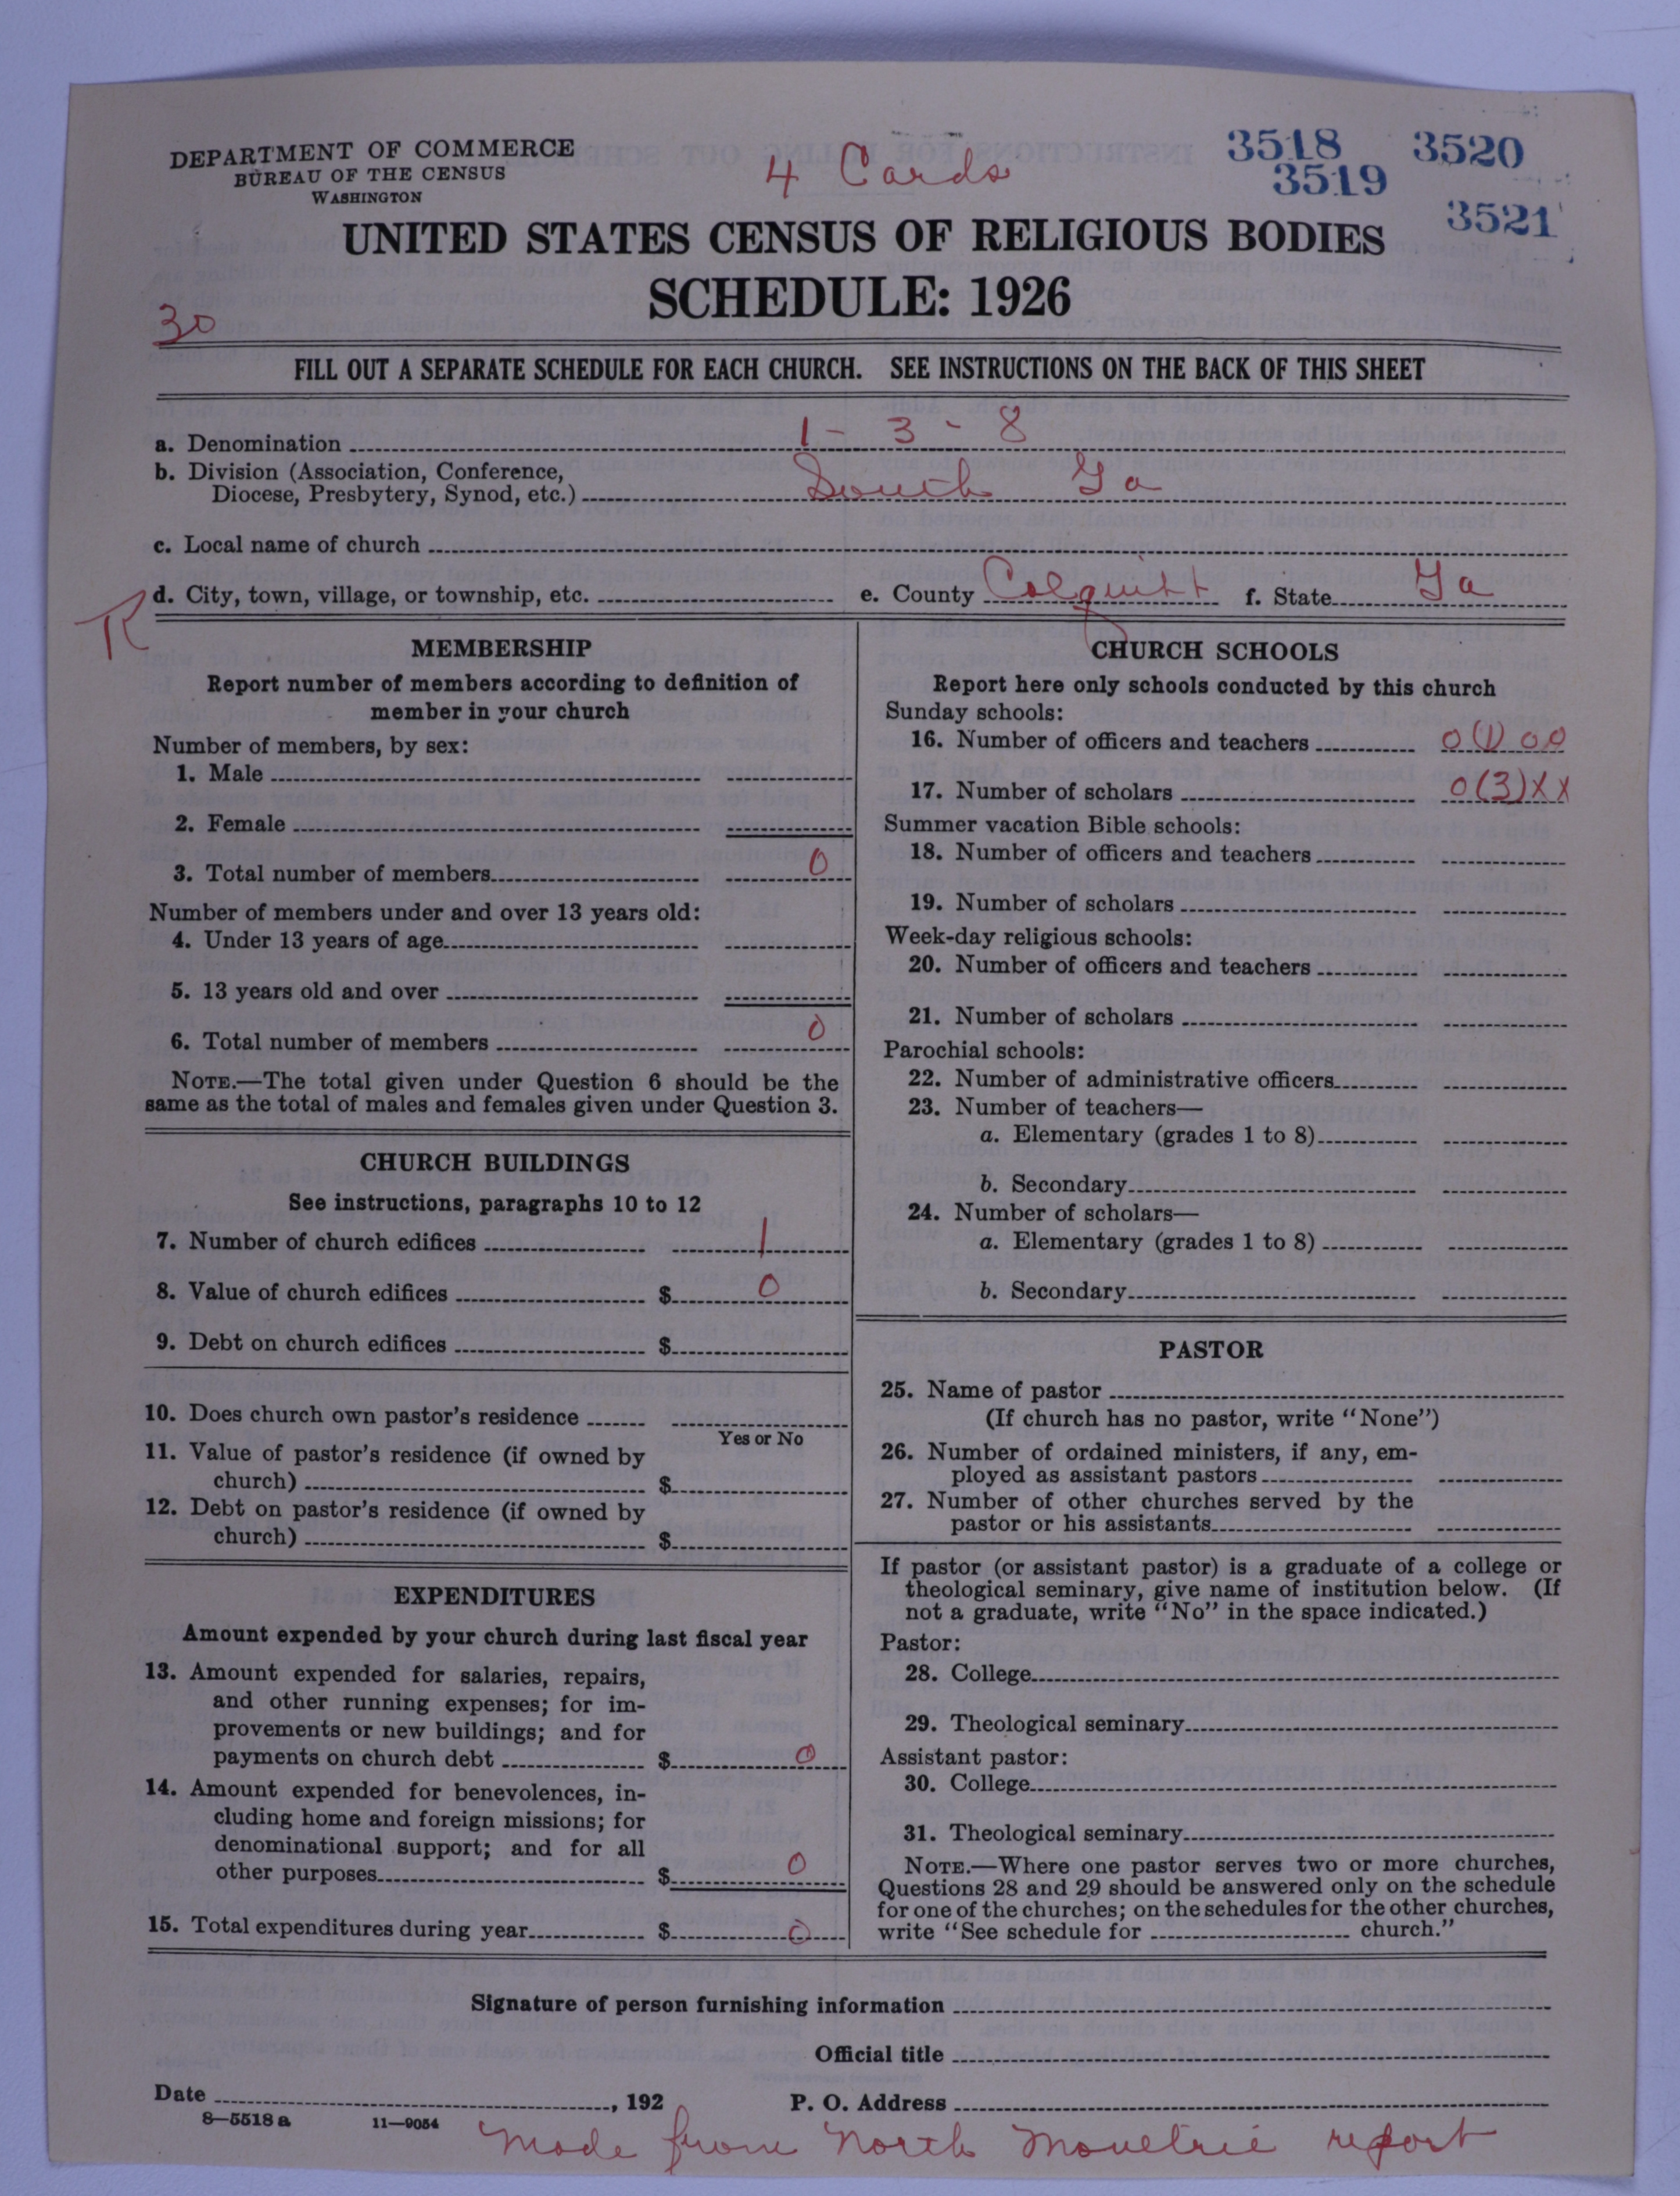 DEPARTMENT OF COMMERCE
BUREAU OF THE CENSUS
WASHINGTON
4 Cards
3518 3520
3519
3521
UNITED STATES CENSUS OF RELIGIOUS BODIES
SCHEDULE: 1926
30
FILL OUT A SEPARATE SCHEDULE FOR EACH CHURCH. SEE INSTRUCTIONS ON THE BACK OF THIS SHEET
a. Denomination 1 - 3 - 8
b. Division (Association, Conference,
Diocese, Presbytery, Synod, etc.) South Ga
c. Local name of church
R
d. City, town, village, or township, etc. e. County Colquitt f. State Ga
MEMBERSHIP
Report number of members according to definition of
member in your church
Number of members, by sex:
1. Male
2. Female
3. Total number of members 0
Number of members under and over 13 years old:
4. Under 13 years of age
5. 13 years old and over
6. Total number of members 0
NOTE.—The total given under Question 6 should be the
same as the total of males and females given under Question 3.
CHURCH BUILDINGS
See instructions, paragraphs 10 to 12
7. Number of church edifices 1
8. Value of church edifices $ 0
9. Debt on church edifices $
10. Does church own pastor's residence
Yes or No
11. Value of pastor's residence (if owned by
church) $
12. Debt on pastor's residence (if owned by
church) $
EXPENDITURES
Amount expended by your church during last fiscal year
13. Amount expended for salaries, repairs,
and other running expenses; for im-
provements or new buildings; and for
payments on church debt $ 0
14. Amount expended for benevolences, in-
cluding home and foreign missions; for
denominational support; and for all
other purposes $ 0
15. Total expenditures during year $ 0
CHURCH SCHOOLS
Report here only schools conducted by this church
Sunday schools:
16. Number of officers and teachers 0(1)00
17. Number of scholars 0(3)XX
Summer vacation Bible schools:
18. Number of officers and teachers
19. Number of scholars
Week-day religious schools:
20. Number of officers and teachers
21. Number of scholars
Parochial schools:
22. Number of administrative officers
23. Number of teachers—
a. Elementary (grades 1 to 8)
b. Secondary
24. Number of scholars—
a. Elementary (grades 1 to 8)
b. Secondary
PASTOR
25. Name of pastor
(If church has no pastor, write "None")
26. Number of ordained ministers, if any, em-
ployed as assistant pastors
27. Number of other churches served by the
pastor or his assistants
If pastor (or assistant pastor) is a graduate of a college or
theological seminary, give name of institution below. (If
not a graduate, write "No" in the space indicated.)
Pastor:
28. College
29. Theological seminary
Assistant pastor:
30. College
31. Theological seminary
NOTE.—Where one pastor serves two or more churches,
Questions 28 and 29 should be answered only on the schedule
for one of the churches; on the schedules for the other churches,
write "See schedule for church."
Signature of person furnishing information
Official title
Date , 192 P. O. Address
8—5518a 11—9054
Made from North Moultrie report